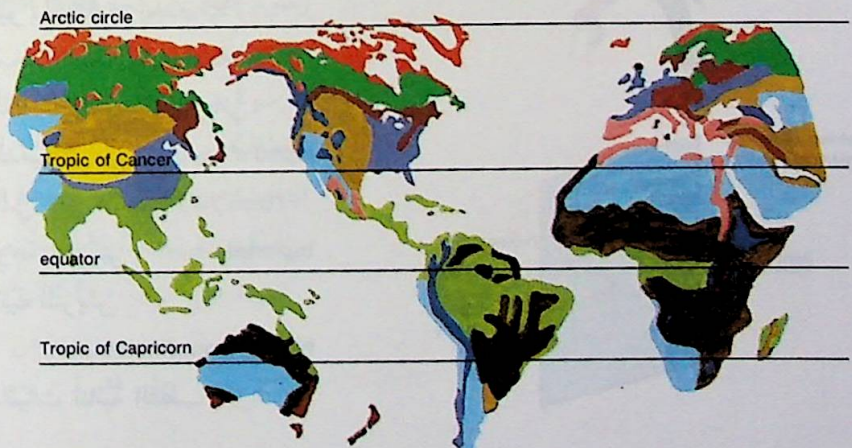 Arctic circle
Tropic of Cancer
equator
Tropic of Capricorn